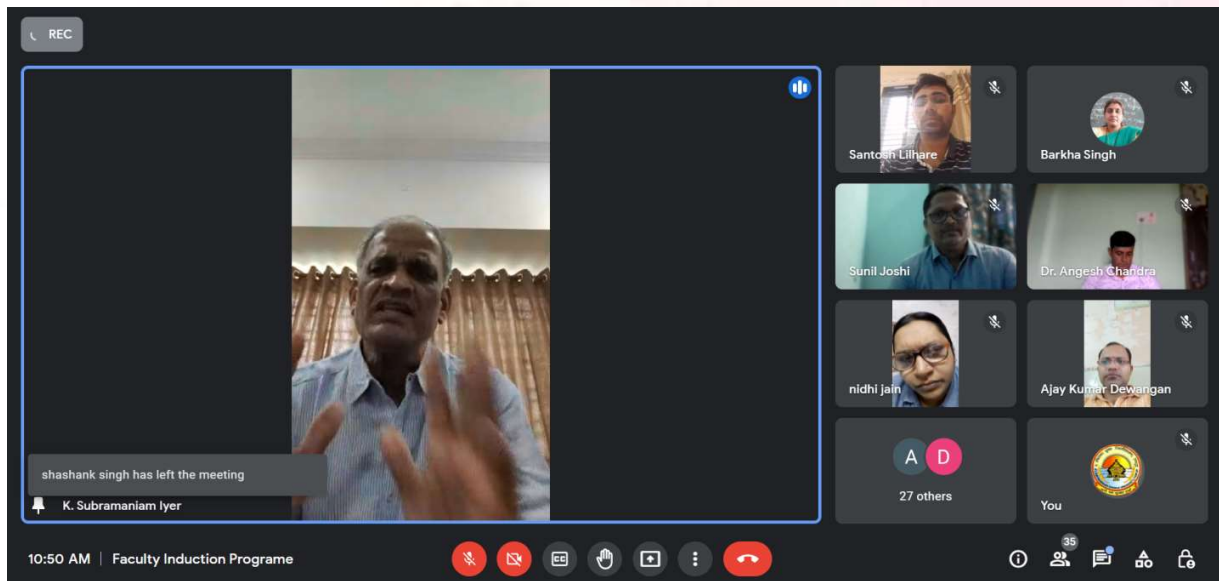 REC
Santosh Lilhare
Barkha Singh
Sunil Joshi
Dr. Angesh Chandra
nidhi jain
Ajay Kumar Dewangan
shashank singh has left the meeting
K. Subramaniam Iyer
A D
27 others
You
10:50 AM | Faculty Induction Programe
CC
35